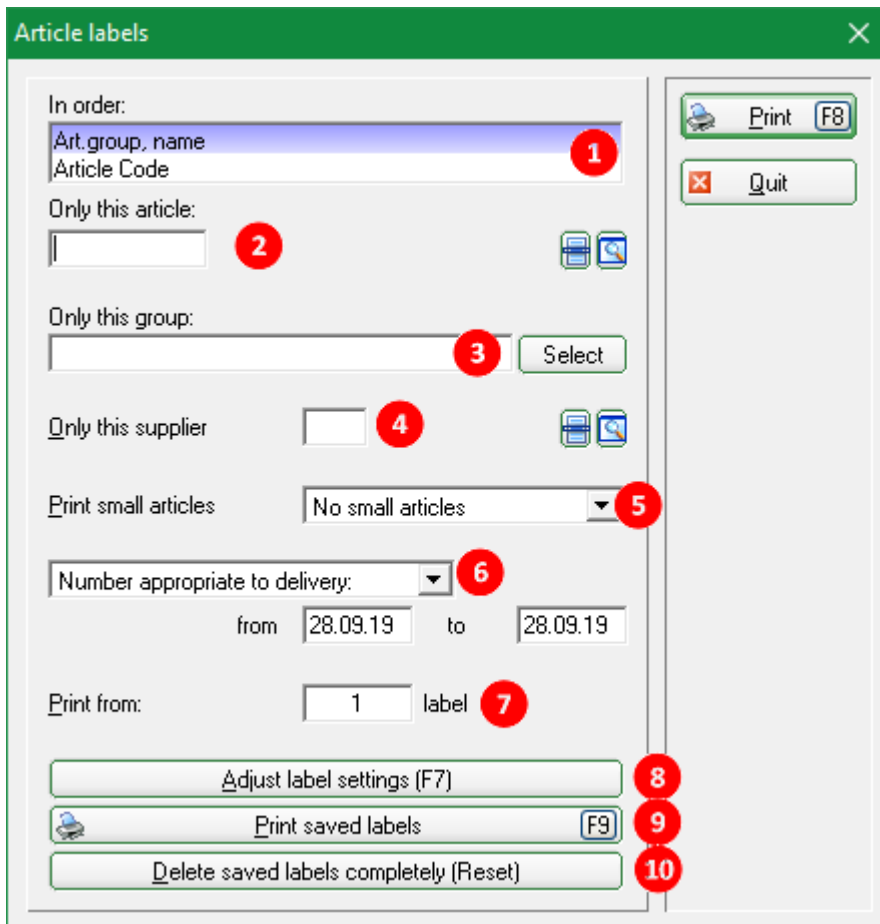 Article labels
In order:
Art.group, name
1
Article Code
Only this article:
2
Only this group:
3
Select
Only this supplier
4
Print small articles
No small articles
5
Number appropriate to delivery:
6
from 28.09.19 to 28.09.19
Print from: 1 label
7
Adjust label settings (F7)
8
Print saved labels F9
9
Delete saved labels completely (Reset)
10
Print F8
Quit